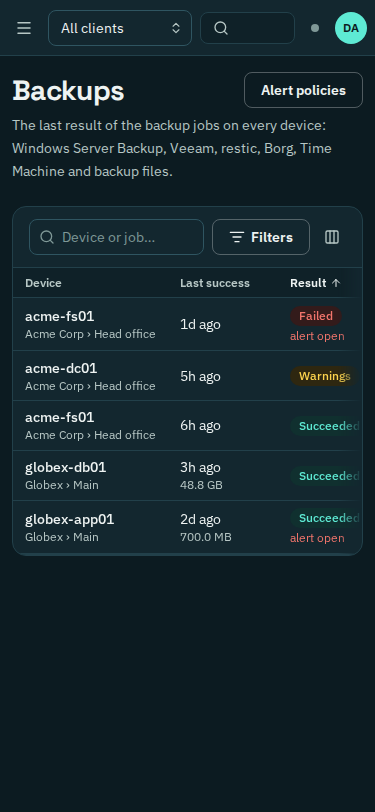 All clients
DA
Backups
Alert policies
The last result of the backup jobs on every device:
Windows Server Backup, Veeam, restic, Borg, Time
Machine and backup files.
Device or job...
Filters
Device Last success Result ↑
acme-fs01 1d ago Failed
Acme Corp › Head office alert open
acme-dc01 5h ago Warnings
Acme Corp › Head office
acme-fs01 6h ago Succeeded
Acme Corp › Head office
globex-db01 3h ago Succeeded
Globex › Main 48.8 GB
globex-app01 2d ago Succeeded
Globex › Main 700.0 MB alert open